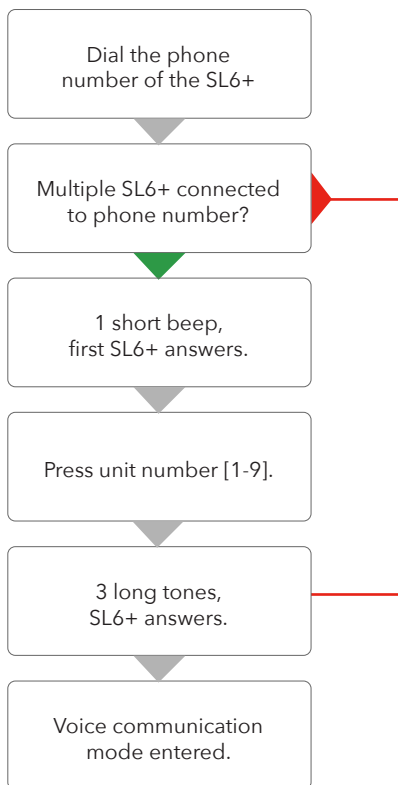 Dial the phone
number of the SL6+
Multiple SL6+ connected
to phone number?
1 short beep,
first SL6+ answers.
Press unit number [1-9].
3 long tones,
SL6+ answers.
Voice communication
mode entered.